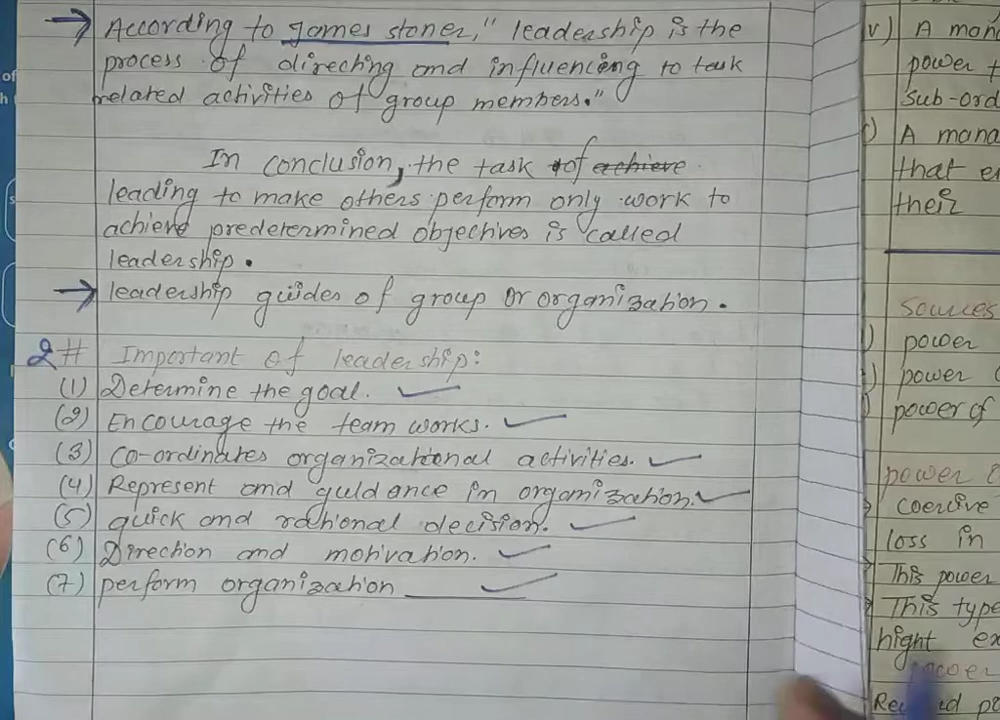 → According to games stoner, "leadership is the
process of direching and influencing to task
related activities of group members."
In conclusion, the task of achieve
leading to make others perform only work to
achieve predetermined objectives is called
leadership.
→ leadership guides of group or organization.
2# Important of leadership:
(1) Determine the goal.
(2) Encourage the team works.
(3) co-ordinates organizational activities.
(4) Represent and guidance in organization.
(5) quick and rational decision.
(6) Direction and motivation.
(7) perform organization
v) A man
power
Sub-ord
A mana
that e
their
Sources
power
power
power of
power
coercive
loss in
This power
This type
hight ex
power